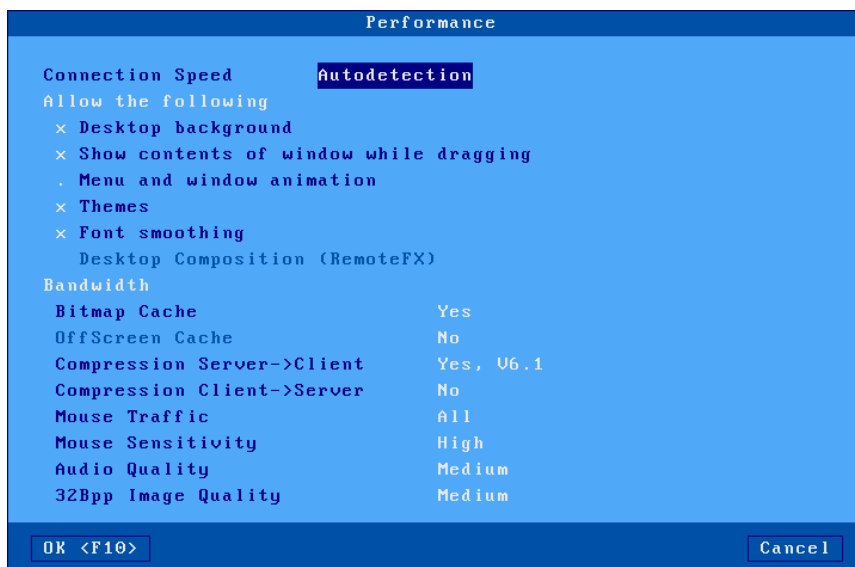 Performance
Connection Speed Autodetection
Allow the following
x Desktop background
x Show contents of window while dragging
. Menu and window animation
x Themes
x Font smoothing
Desktop Composition (RemoteFX)
Bandwidth
Bitmap Cache Yes
OffScreen Cache No
Compression Server->Client Yes, V6.1
Compression Client->Server No
Mouse Traffic All
Mouse Sensitivity High
Audio Quality Medium
32Bpp Image Quality Medium
OK <F10> Cancel